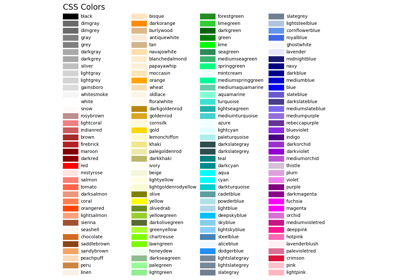 CSS Colors
black
dimgray
dimgrey
gray
grey
darkgray
darkgrey
silver
lightgray
lightgrey
gainsboro
whitesmoke
white
snow
rosybrown
lightcoral
indianred
brown
firebrick
maroon
darkred
red
mistyrose
salmon
tomato
darksalmon
coral
orangered
lightsalmon
sienna
seashell
chocolate
saddlebrown
sandybrown
peachpuff
peru
linen
bisque
darkorange
burlywood
antiquewhite
tan
navajowhite
blanchedalmond
papayawhip
moccasin
orange
wheat
oldlace
floralwhite
darkgoldenrod
goldenrod
cornsilk
gold
lemonchiffon
khaki
palegoldenrod
darkkhaki
ivory
beige
lightyellow
lightgoldenrodyellow
olive
yellow
olivedrab
yellowgreen
darkolivegreen
greenyellow
chartreuse
lawngreen
honeydew
darkseagreen
palegreen
lightgreen
forestgreen
limegreen
darkgreen
green
lime
seagreen
mediumseagreen
springgreen
mintcream
mediumspringgreen
mediumaquamarine
aquamarine
turquoise
lightseagreen
mediumturquoise
azure
lightcyan
paleturquoise
darkslategray
darkslategrey
teal
darkcyan
aqua
cyan
darkturquoise
cadetblue
powderblue
lightblue
deepskyblue
skyblue
lightskyblue
steelblue
aliceblue
dodgerblue
lightslategray
lightslategrey
slategray
slategrey
lightsteelblue
cornflowerblue
royalblue
ghostwhite
lavender
midnightblue
navy
darkblue
mediumblue
blue
slateblue
darkslateblue
mediumslateblue
mediumpurple
rebeccapurple
blueviolet
indigo
darkorchid
darkviolet
mediumorchid
thistle
plum
violet
purple
darkmagenta
fuchsia
magenta
orchid
mediumvioletred
deeppink
hotpink
lavenderblush
palevioletred
crimson
pink
lightpink